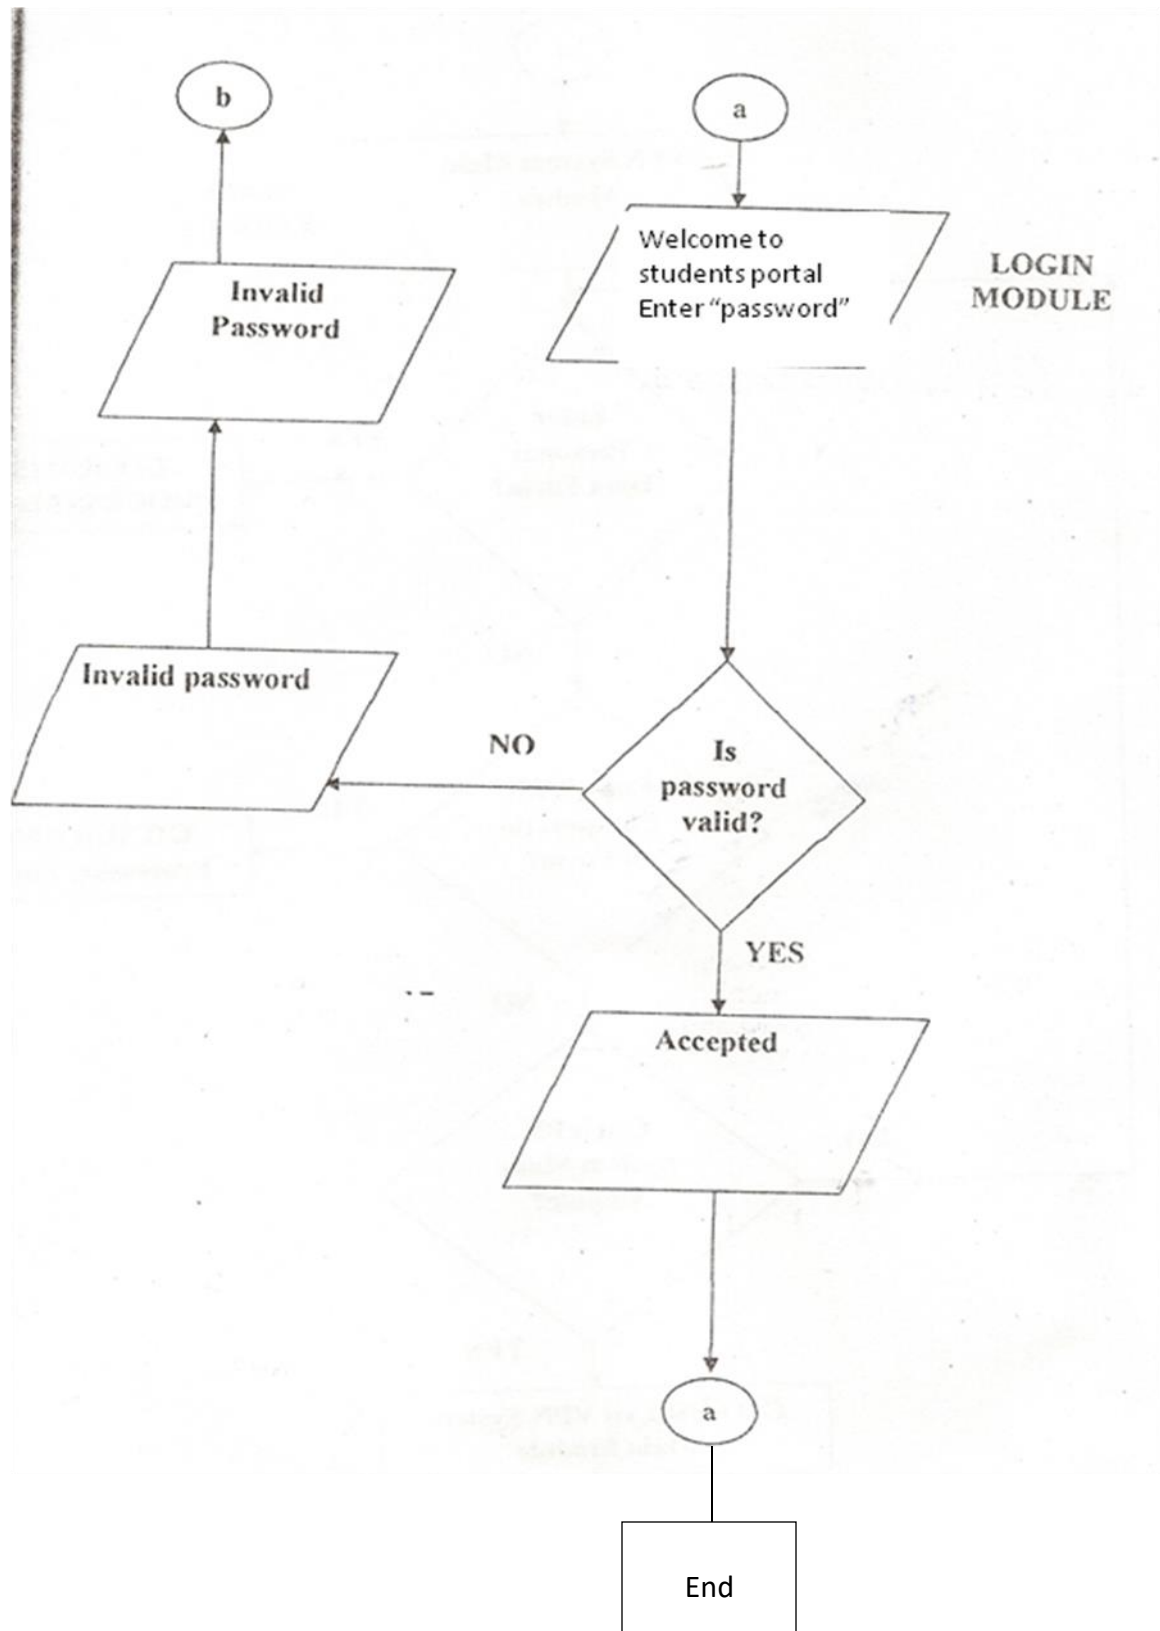 b
a
Welcome to
students portal
Enter “password”
LOGIN
MODULE
Invalid
Password
Invalid password
NO
Is
password
valid?
YES
Accepted
a
End